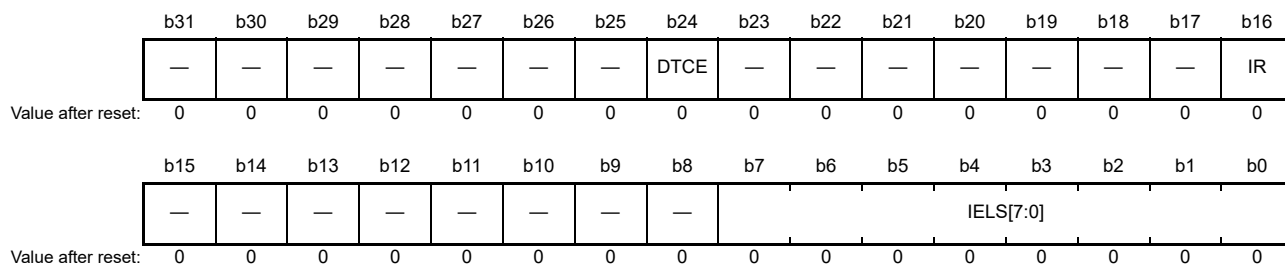 b31 b30 b29 b28 b27 b26 b25 b24 b23 b22 b21 b20 b19 b18 b17 b16
— — — — — — — DTCE — — — — — — — IR
Value after reset: 0 0 0 0 0 0 0 0 0 0 0 0 0 0 0 0
b15 b14 b13 b12 b11 b10 b9 b8 b7 b6 b5 b4 b3 b2 b1 b0
— — — — — — — — IELS[7:0]
Value after reset: 0 0 0 0 0 0 0 0 0 0 0 0 0 0 0 0